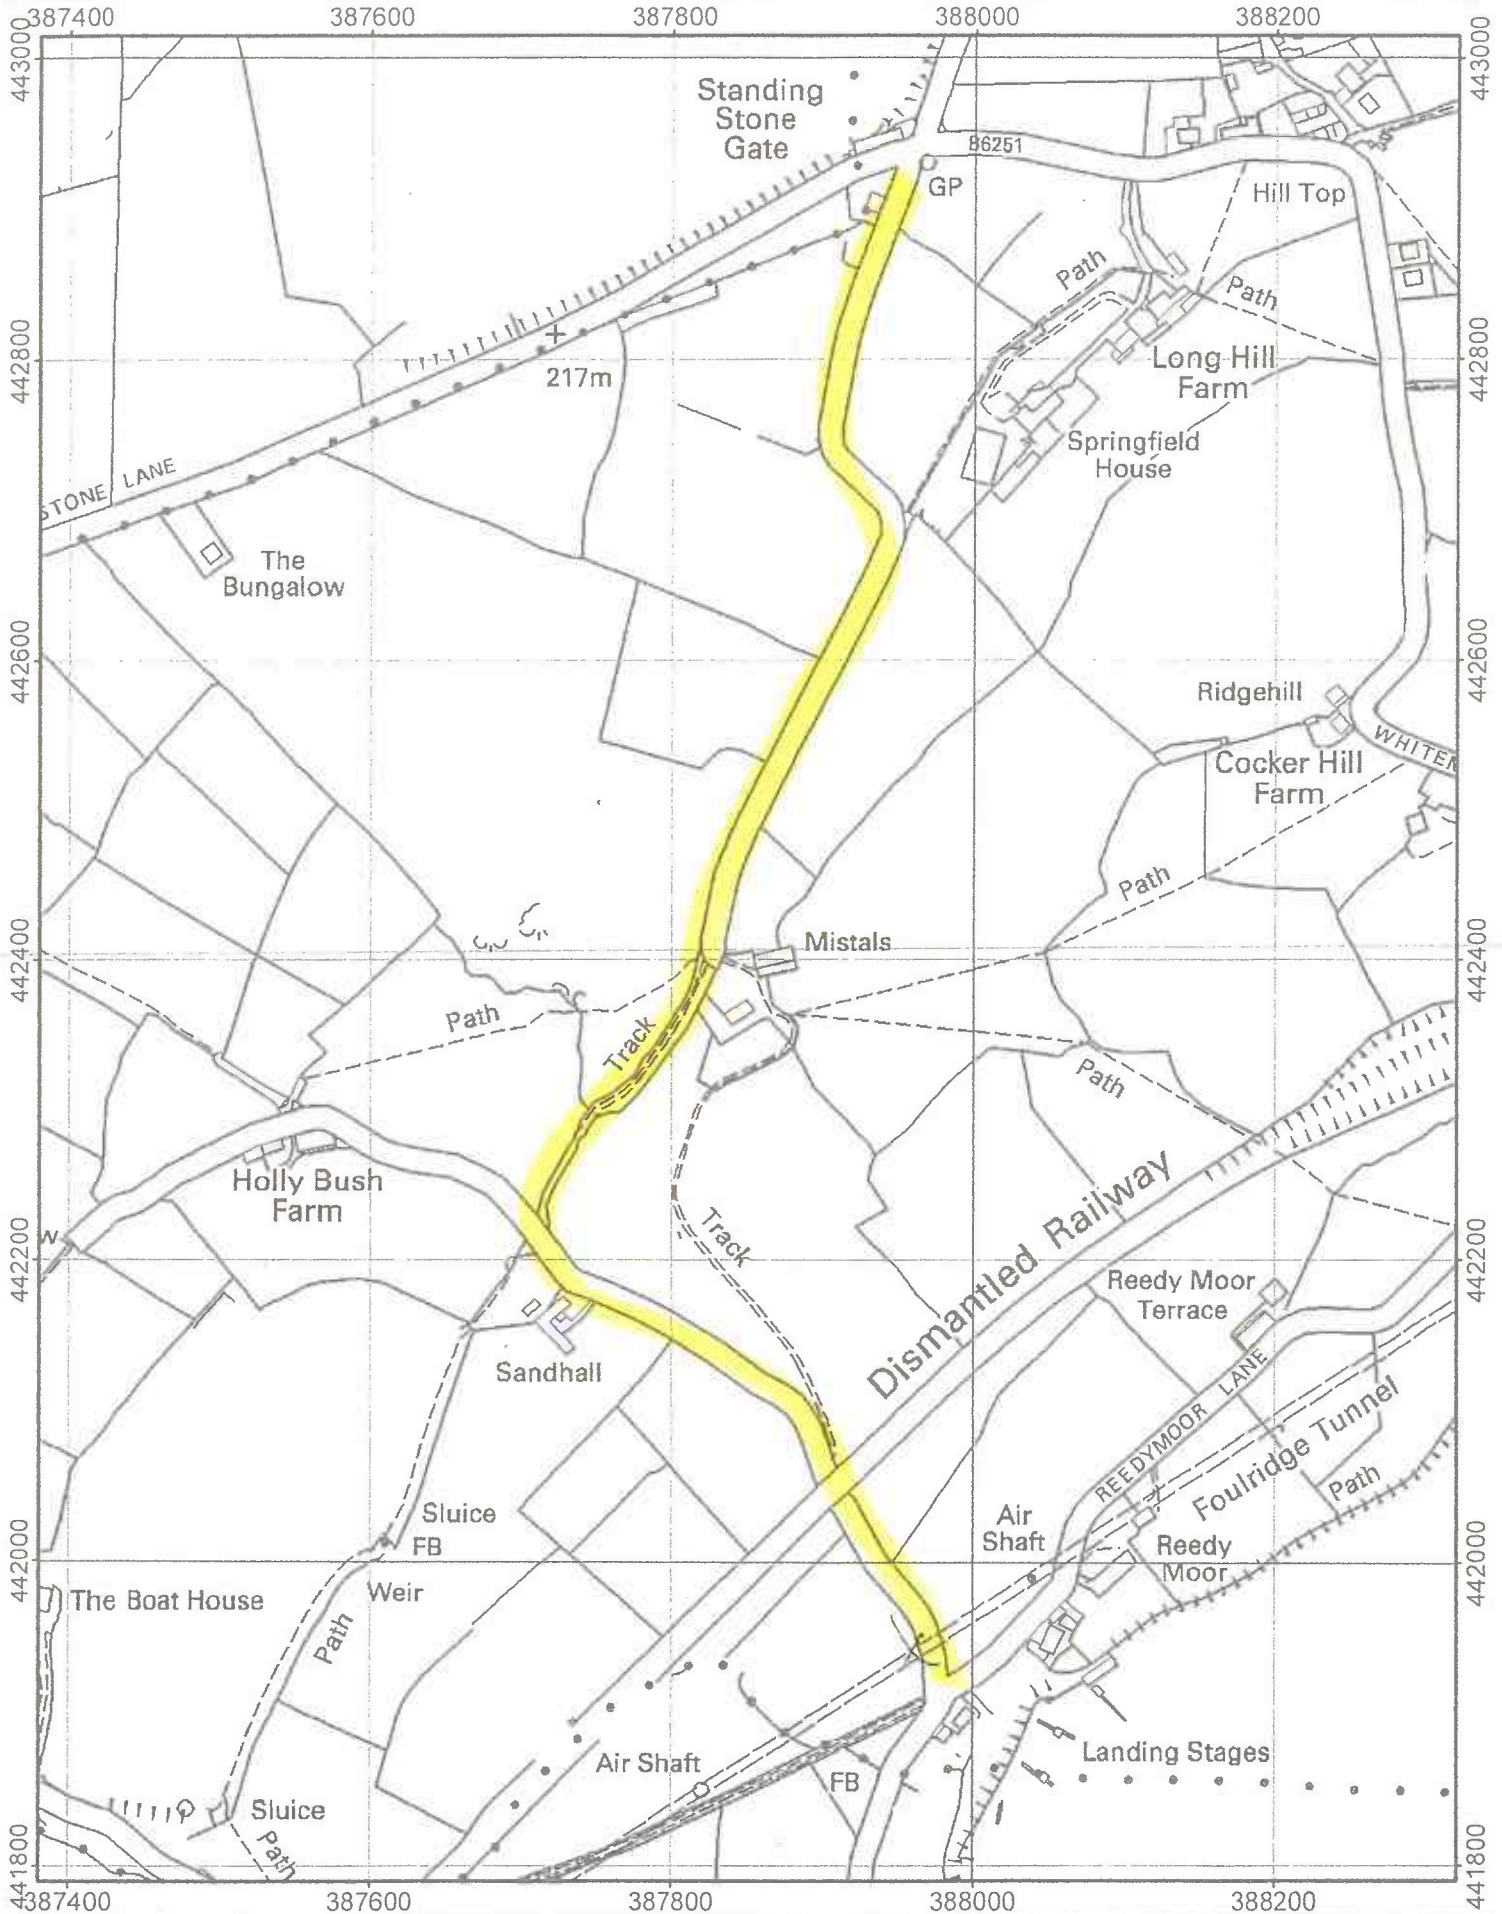 387400 387600 387800 388000 388200
443000
443000
Standing
Stone
Gate
B6251
GP
Hill Top
Path
Path
442800
442800
217m
Long Hill
Farm
Springfield
House
STONE LANE
The
Bungalow
442600
442600
Ridgehill
Cocker Hill
Farm
WHITEM
Path
Mistals
442400
442400
Path
Track
Path
Holly Bush
Farm
W
Track
Dismantled Railway
442200
442200
Reedy Moor
Terrace
Sandhall
REEDYMOOR LANE
Foulridge Tunnel
Path
Sluice
FB
Air
Shaft
Reedy
Moor
442000
442000
Weir
The Boat House
Path
Air Shaft
FB
Landing Stages
Sluice
Path
441800
441800
387400 387600 387800 388000 388200